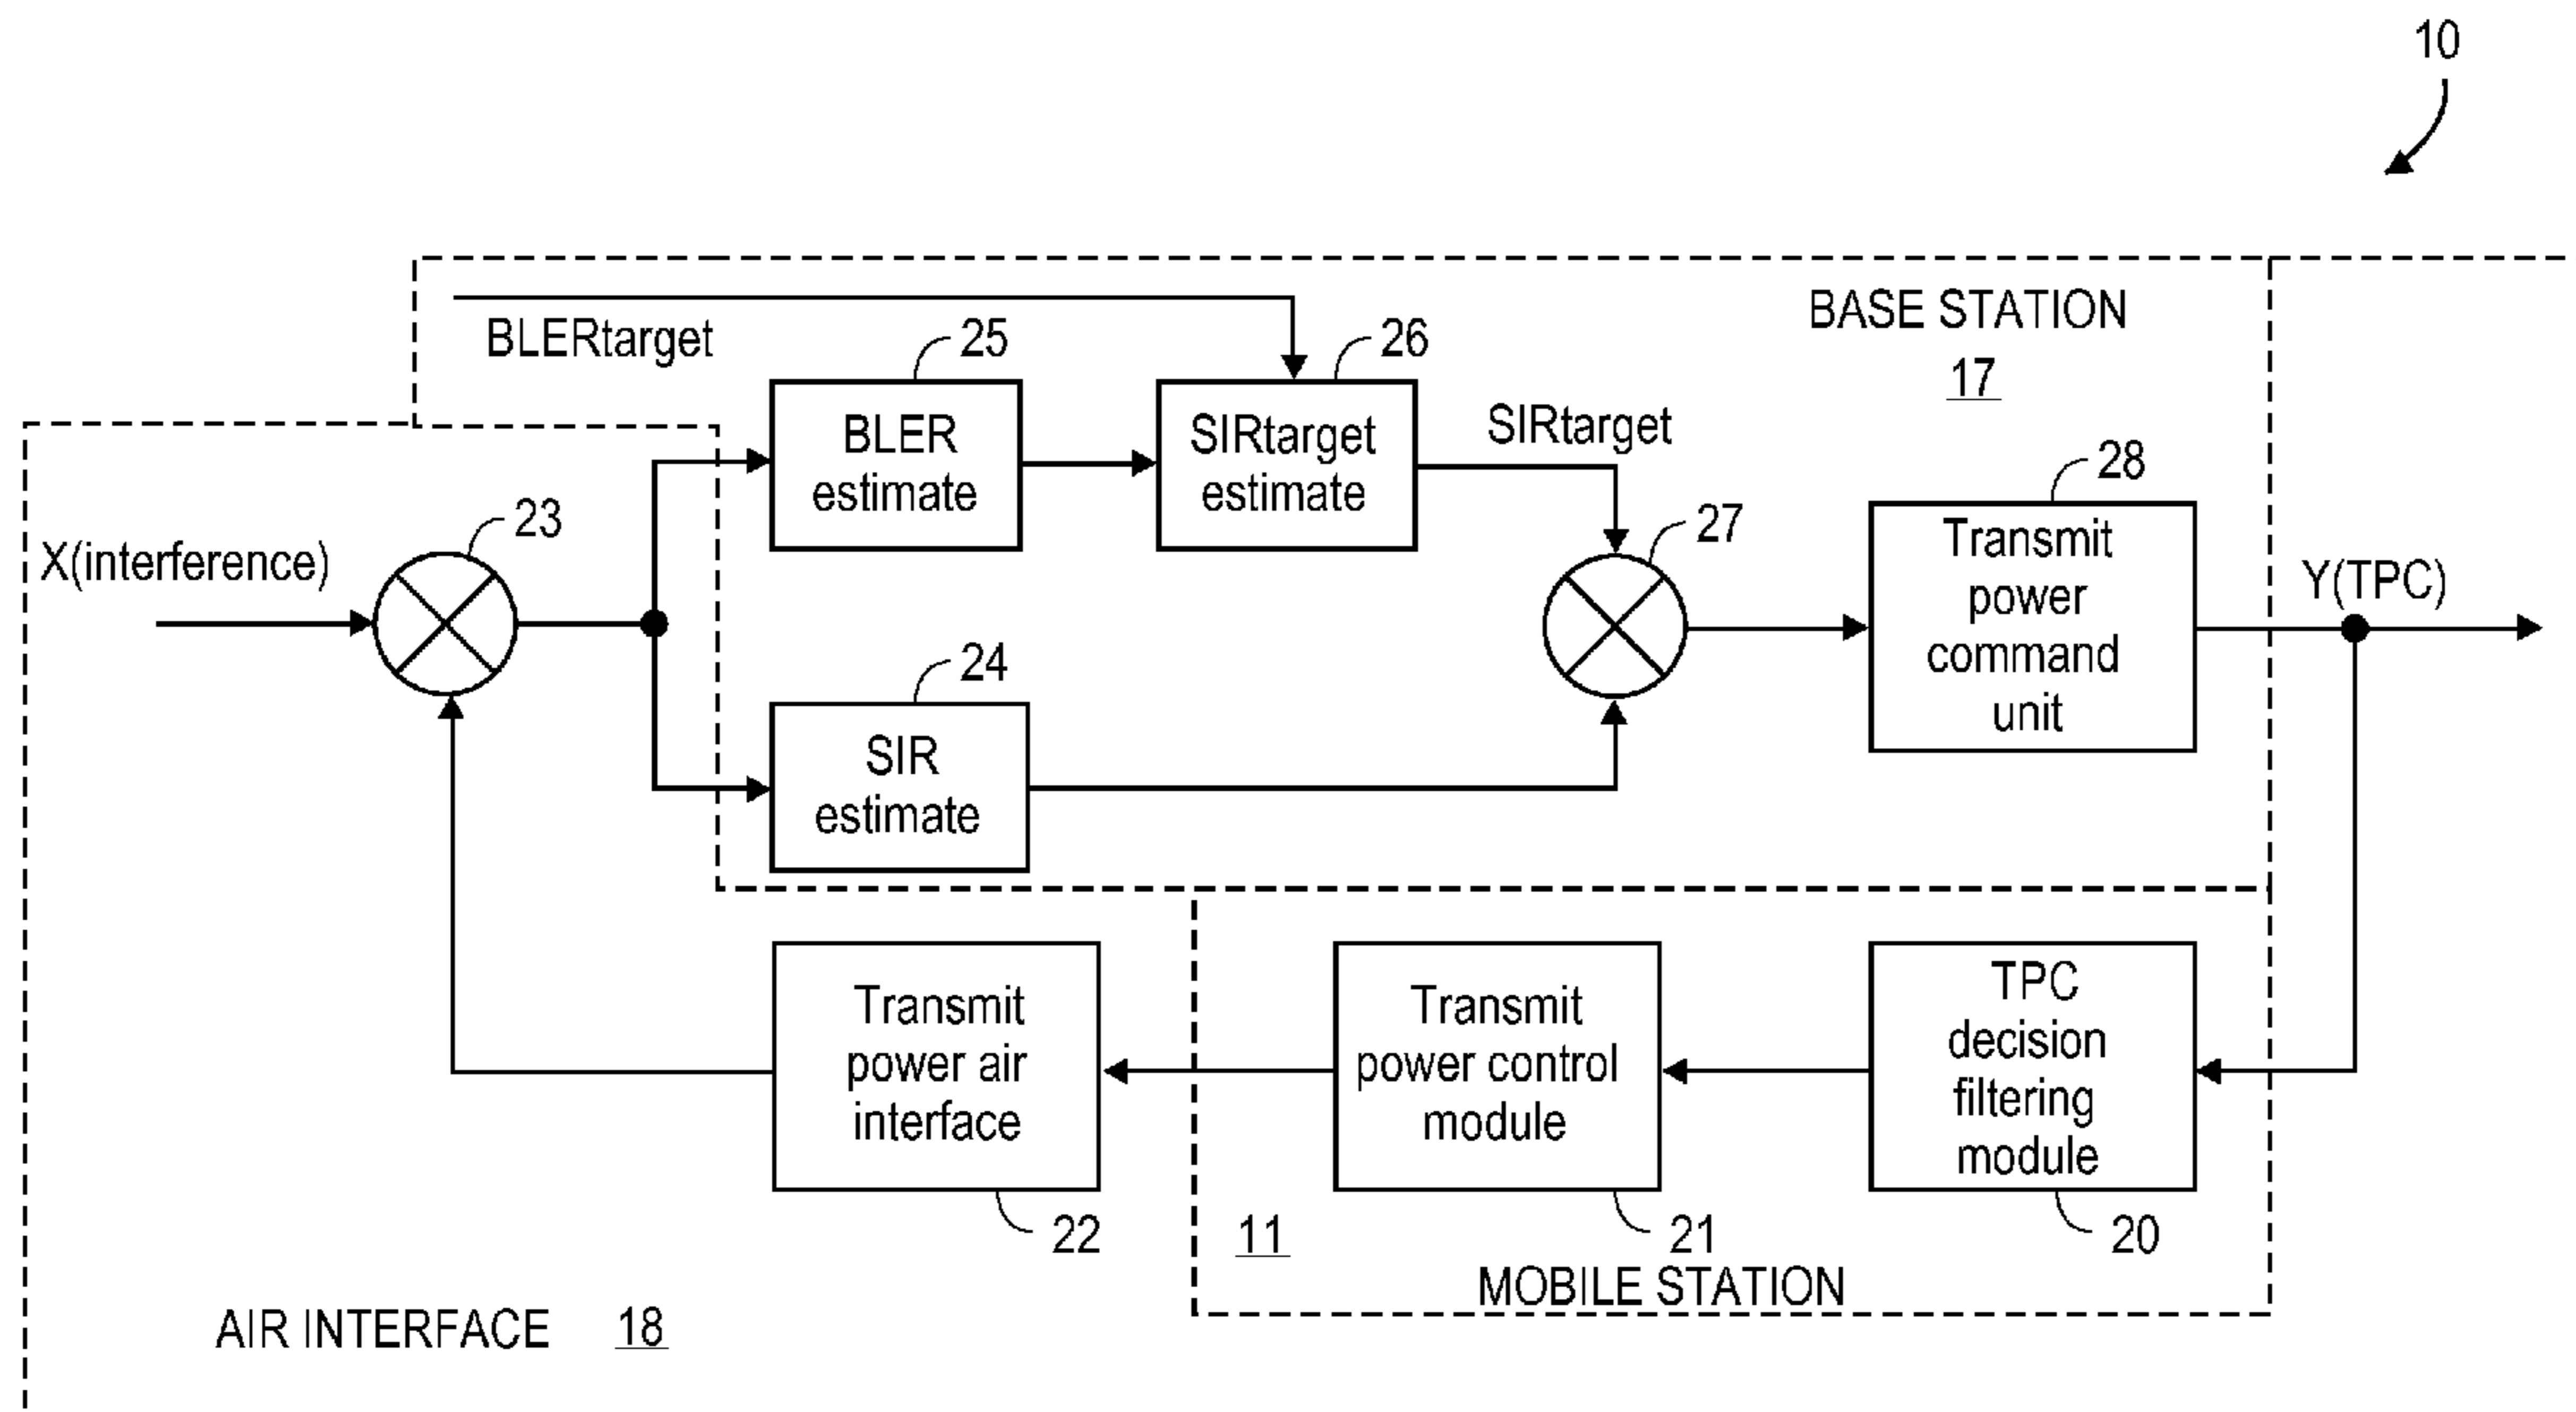 10
BASE STATION
17
BLERtarget
25
BLER
estimate
26
SIRtarget
estimate
SIRtarget
28
Transmit
power
command
unit
27
Y(TPC)
X(interference)
23
24
SIR
estimate
Transmit
power air
interface
22
Transmit
power control
module
21
TPC
decision
filtering
module
20
11
MOBILE STATION
AIR INTERFACE 18